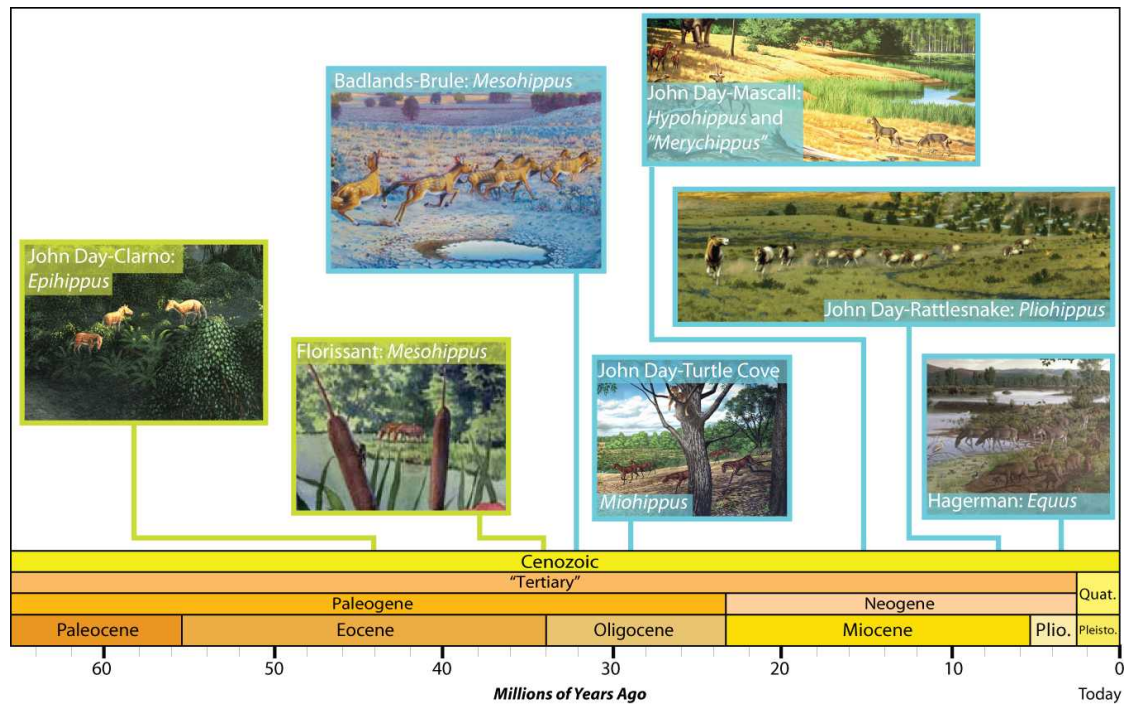 Badlands-Brule: Mesohippus
John Day-Mascall:
Hypohippus and
“Merychippus”
John Day-Clarno:
Epihippus
John Day-Rattlesnake: Pliohippus
Florissant: Mesohippus
John Day-Turtle Cove
Miohippus
Hagerman: Equus
Cenozoic
“Tertiary”
Quat.
Paleogene
Neogene
Paleocene
Eocene
Oligocene
Miocene
Plio.
Pleisto.
60
50
40
30
20
10
0
Millions of Years Ago
Today